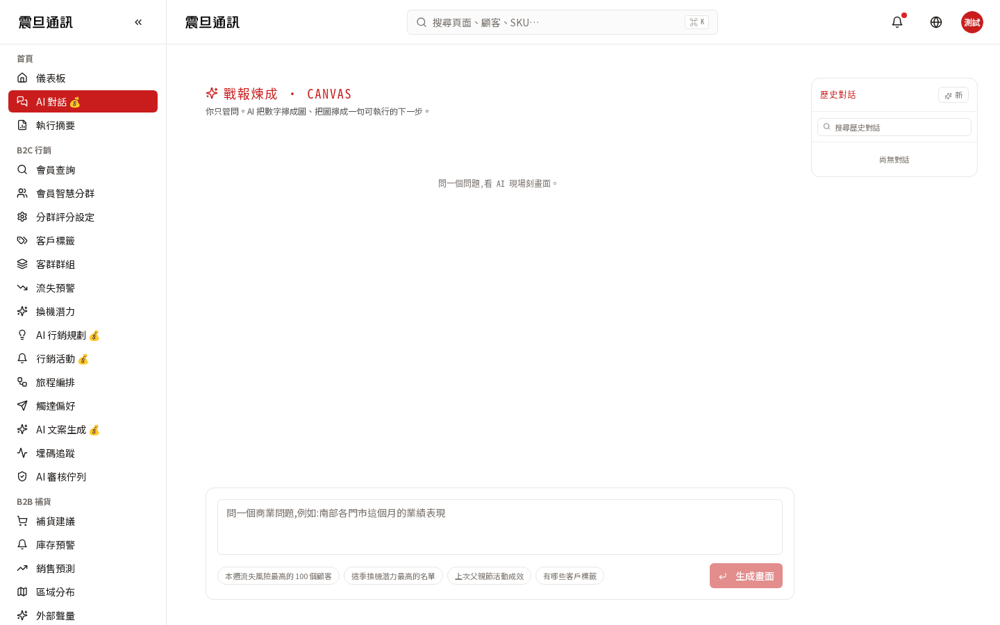 震旦通訊
首頁
儀表板
AI 對話 💰
執行摘要
B2C 行銷
會員查詢
會員智慧分群
分群評分設定
客戶標籤
客群群組
流失預警
換機潛力
AI 行銷規劃 💰
行銷活動 💰
旅程編排
觸達偏好
AI 文案生成 💰
埋碼追蹤
AI 審核佇列
B2B 補貨
補貨建議
庫存預警
銷售預測
區域分布
外部聲量
震旦通訊
搜尋頁面、顧客、SKU…
⌘ K
測試
戰報煉成 · CANVAS
你只管問。AI 把數字擰成圖、把圖擰成一句可執行的下一步。
問一個問題,看 AI 現場刻畫面。
問一個商業問題,例如:南部各門市這個月的業績表現
本週流失風險最高的 100 個顧客
這季換機潛力最高的名單
上次父親節活動成效
有哪些客戶標籤
生成畫面
歷史對話
新
搜尋歷史對話
尚無對話